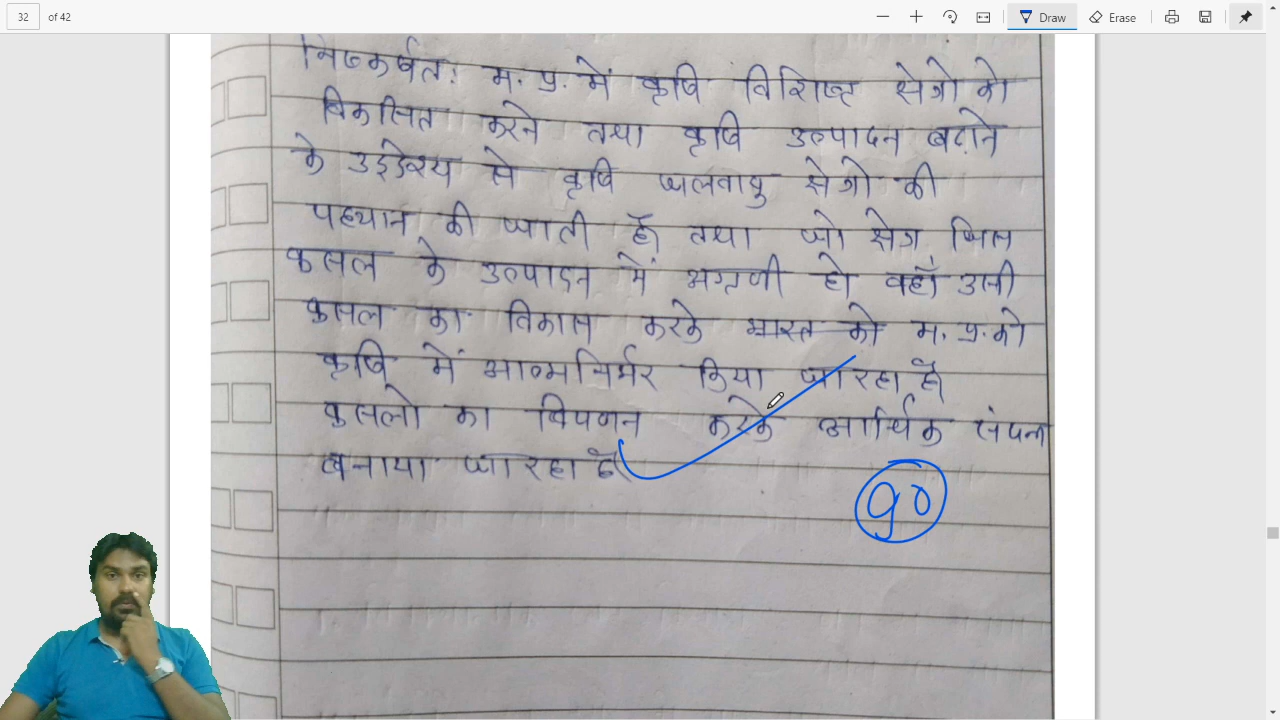 32 of 42 Draw Erase
निष्कर्षतः म. प्र. में कृषि विशिष्ट क्षेत्रो को
विकसित करने तथा कृषि उत्पादन बढ़ाने
के उद्देश्य से कृषि जलवायु क्षेत्रो की
पहचान की जाती है तथा जो क्षेत्र जिस
फसल के उत्पादन में अग्रणी हो वहाँ उसी
फसल का विकास करके भारत को म. प्र. को
कृषि में आत्मनिर्भर किया जा रहा है
फसलो का विपणन करके आर्थिक संपन्न
बनाया जा रहा है